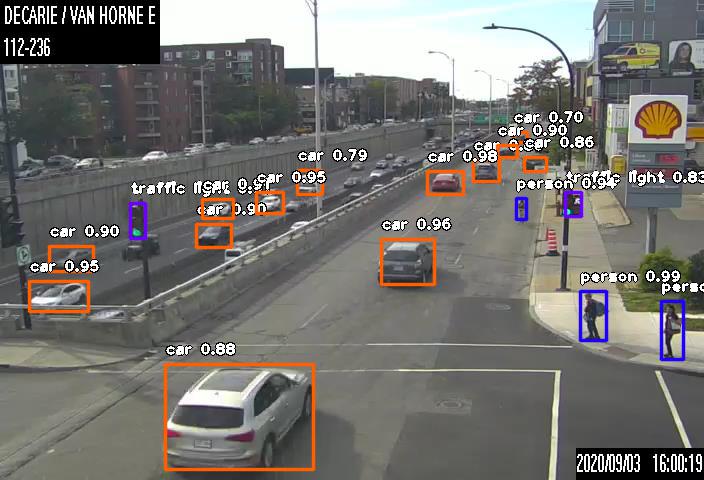 DECARIE / VAN HORNE E
112-236
car 0.70
car 0.90
car 0.86
car 0.79
car 0.98
car 0.95
traffic light
person 0.94
traffic light 0.83
car 0.90
car 0.90
car 0.96
car 0.95
person 0.99
perso
car 0.88
2020/09/03 16:00:19